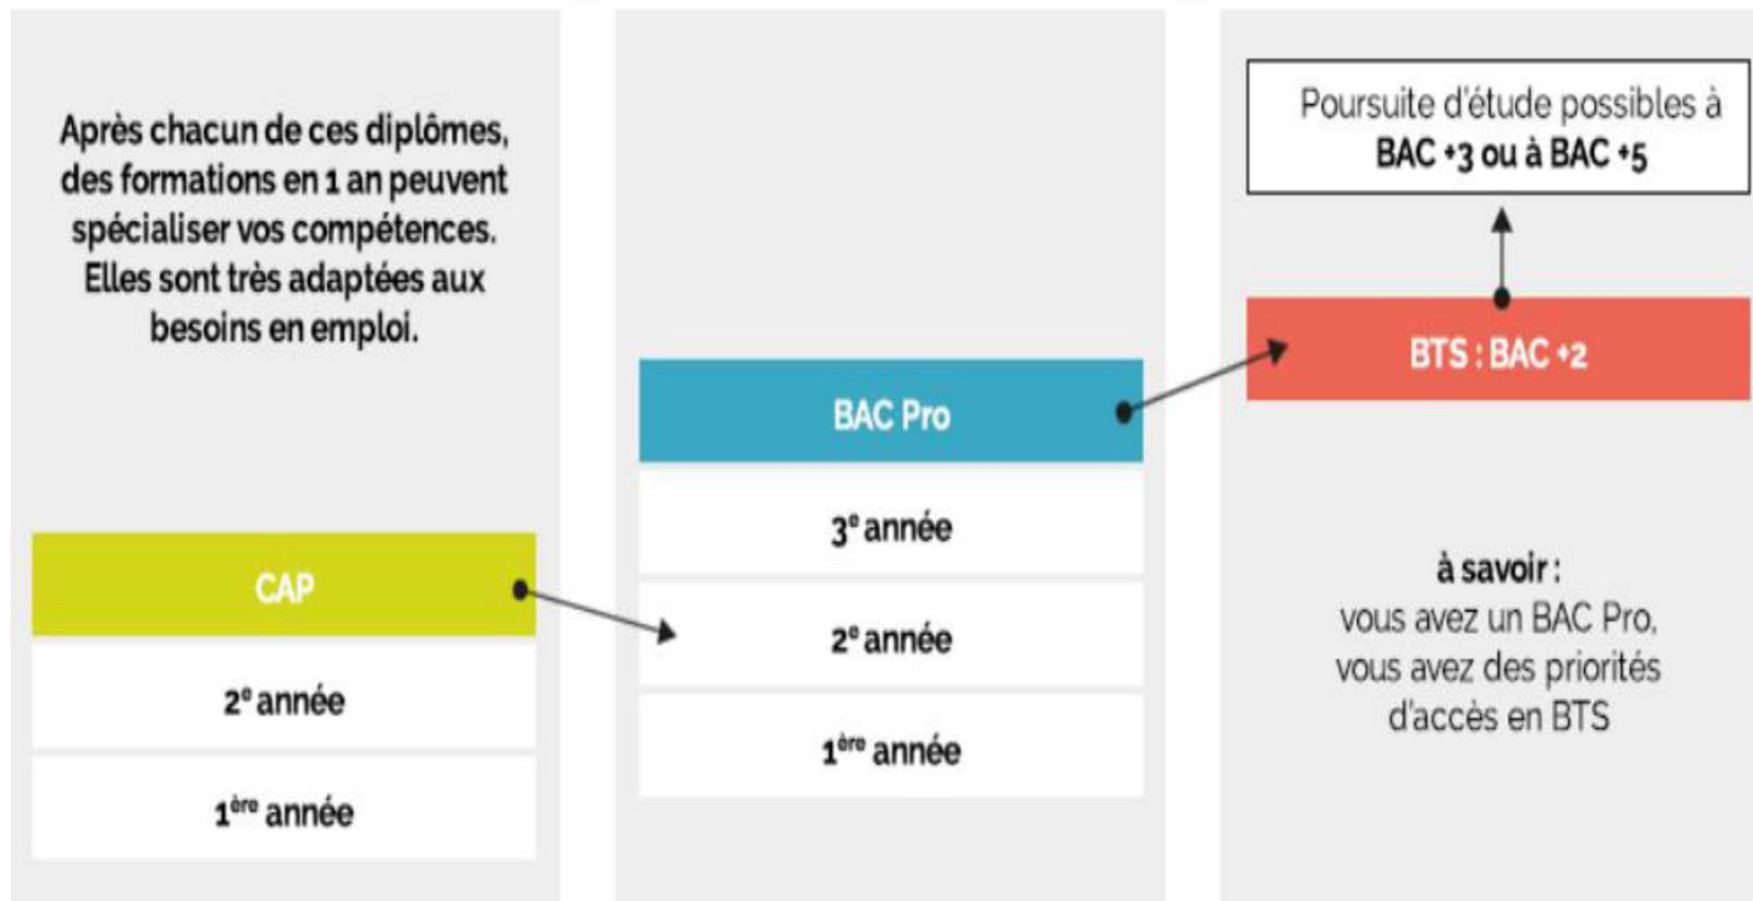 Après chacun de ces diplômes,
des formations en 1 an peuvent
spécialiser vos compétences.
Elles sont très adaptées aux
besoins en emploi.
CAP
2e année
1ère année
BAC Pro
3e année
2e année
1ère année
Poursuite d'étude possibles à
BAC +3 ou à BAC +5
BTS : BAC +2
à savoir :
vous avez un BAC Pro,
vous avez des priorités
d'accès en BTS